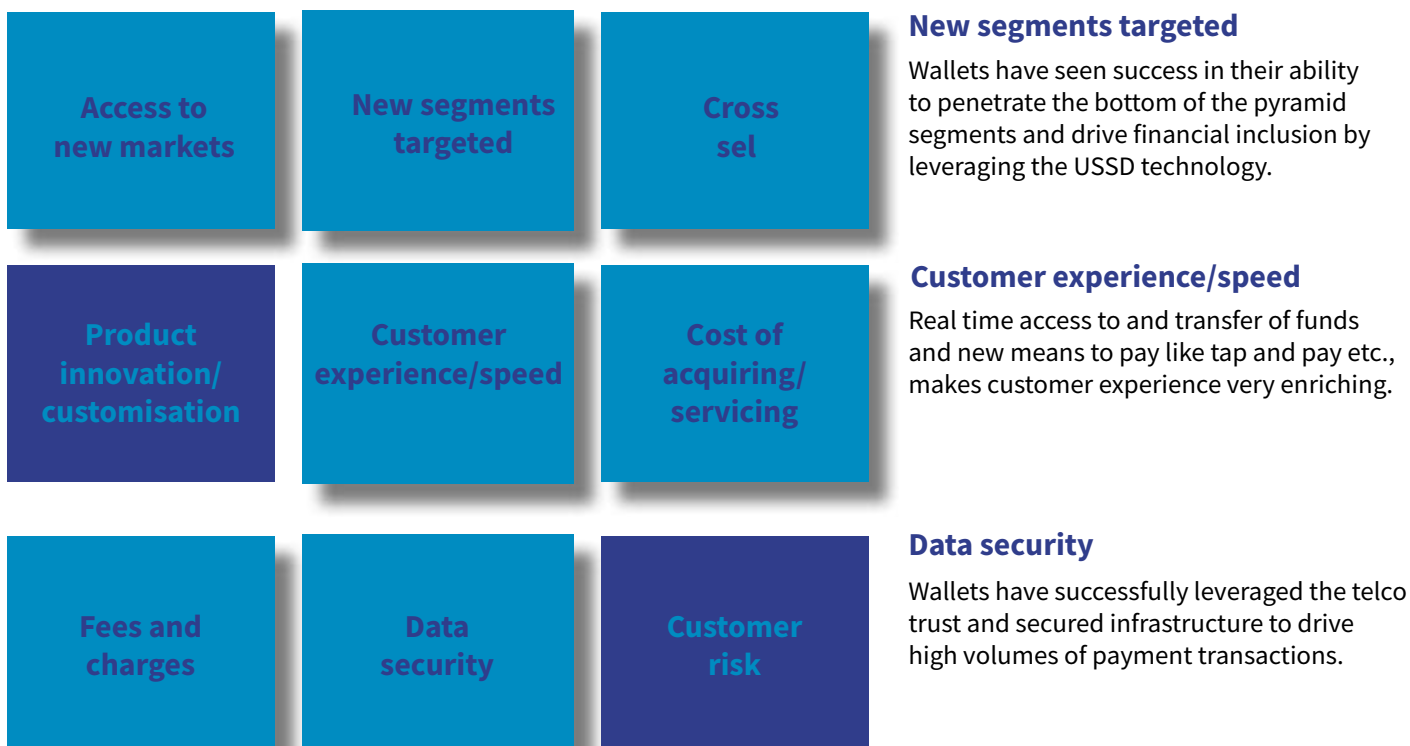 Access to
new markets
New segments
targeted
Cross
sel
New segments targeted
Wallets have seen success in their ability
to penetrate the bottom of the pyramid
segments and drive financial inclusion by
leveraging the USSD technology.
Product
innovation/
customisation
Customer
experience/speed
Cost of
acquiring/
servicing
Customer experience/speed
Real time access to and transfer of funds
and new means to pay like tap and pay etc.,
makes customer experience very enriching.
Fees and
charges
Data
security
Customer
risk
Data security
Wallets have successfully leveraged the telco
trust and secured infrastructure to drive
high volumes of payment transactions.